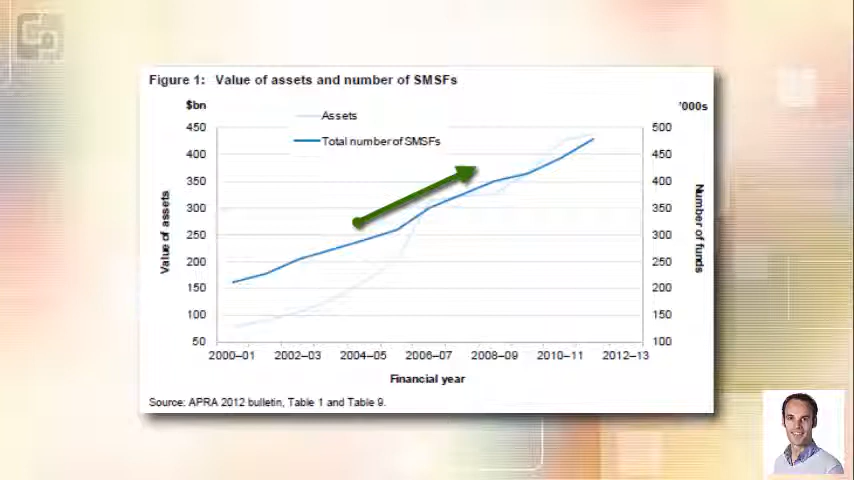 Figure 1: Value of assets and number of SMSFs
$bn
'000s
Assets
Total number of SMSFs
450
400
350
300
250
200
150
100
50
Value of assets
500
450
400
350
300
250
200
150
100
Number of funds
2000–01 2002–03 2004–05 2006–07 2008–09 2010–11 2012–13
Financial year
Source: APRA 2012 bulletin, Table 1 and Table 9.